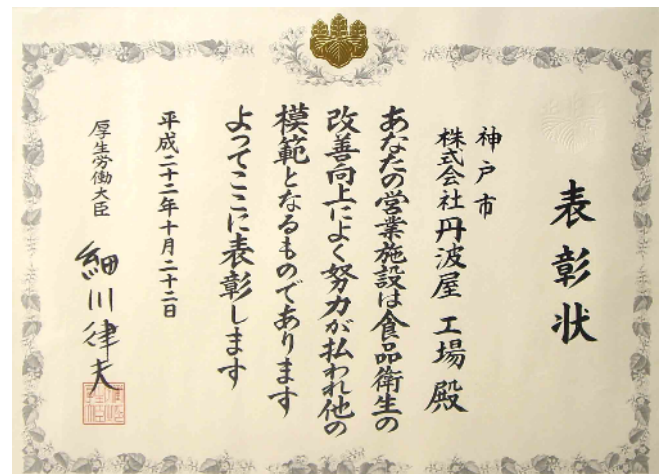 表彰状
神戸市
株式会社丹波屋 工場 殿
あなたの営業施設は食品衛生の
改善向上によく努力が払われ他の
模範となるものであります
よってここに表彰します
平成二十二年十月二十二日
厚生労働大臣 細川律夫